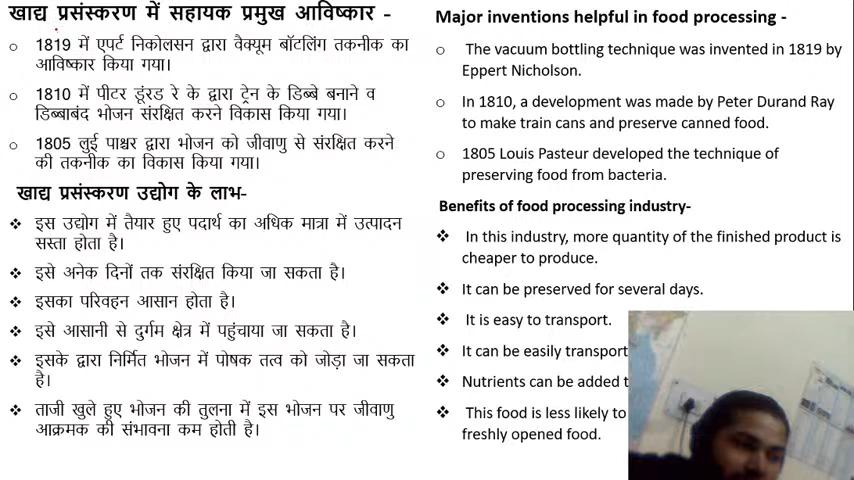 खाद्य प्रसंस्करण में सहायक प्रमुख आविष्कार -
1819 में एपर्ट निकोलसन द्वारा वैक्यूम बॉटलिंग तकनीक का
आविष्कार किया गया।
1810 में पीटर डूंरड रे के द्वारा ट्रेन के डिब्बे बनाने व
डिब्बाबंद भोजन संरक्षित करने विकास किया गया।
1805 लुई पाश्चर द्वारा भोजन को जीवाणु से संरक्षित करने
की तकनीक का विकास किया गया।
खाद्य प्रसंस्करण उद्योग के लाभ-
इस उद्योग में तैयार हुए पदार्थ का अधिक मात्रा में उत्पादन
सस्ता होता है।
इसे अनेक दिनों तक संरक्षित किया जा सकता है।
इसका परिवहन आसान होता है।
इसे आसानी से दुर्गम क्षेत्र में पहुंचाया जा सकता है।
इसके द्वारा निर्मित भोजन में पोषक तत्व को जोड़ा जा सकता
है।
ताजी खुले हुए भोजन की तुलना में इस भोजन पर जीवाणु
आक्रमक की संभावना कम होती है।
Major inventions helpful in food processing -
The vacuum bottling technique was invented in 1819 by
Eppert Nicholson.
In 1810, a development was made by Peter Durand Ray
to make train cans and preserve canned food.
1805 Louis Pasteur developed the technique of
preserving food from bacteria.
Benefits of food processing industry-
In this industry, more quantity of the finished product is
cheaper to produce.
It can be preserved for several days.
It is easy to transport.
It can be easily transport
Nutrients can be added t
This food is less likely to
freshly opened food.